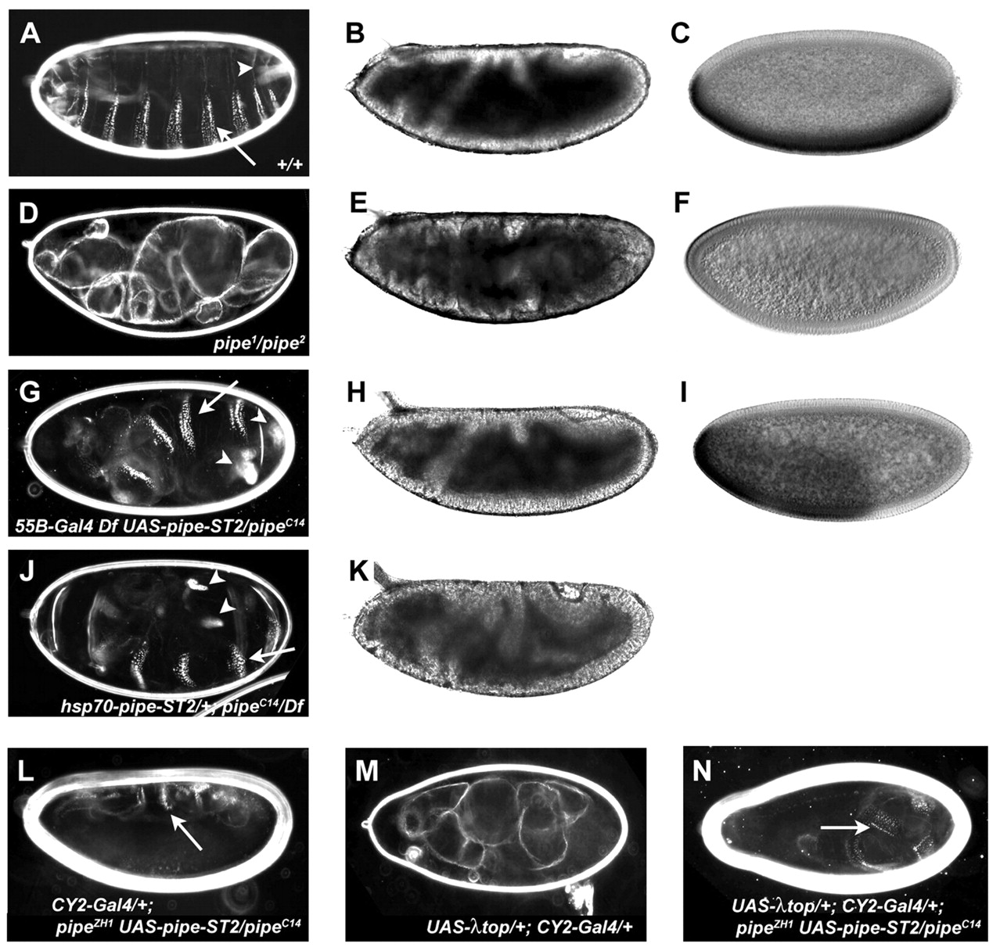 A
+/+
B
C
D
pipe¹/pipe²
E
F
G
55B-Gal4 Df UAS-pipe-ST2/pipeC14
H
I
J
hsp70-pipe-ST2/+; pipeC14/Df
K
L
CY2-Gal4/+;
pipeZH1 UAS-pipe-ST2/pipeC14
M
UAS-λtop/+; CY2-Gal4/+
N
UAS-λtop/+; CY2-Gal4/+;
pipeZH1 UAS-pipe-ST2/pipeC14